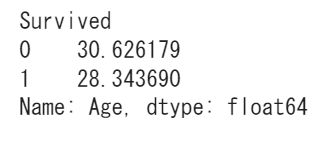 Survived
0    30.626179
1    28.343690
Name: Age, dtype: float64